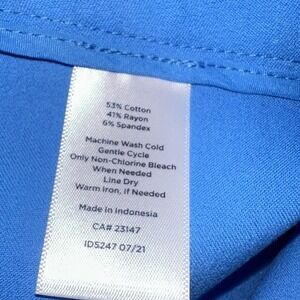 53% Cotton
41% Rayon
6% Spandex
Machine Wash Cold
Gentle Cycle
Only Non-Chlorine Bleach
When Needed
Line Dry
Warm iron, if Needed
Made in Indonesia
CA# 23147
IDS247 07/21